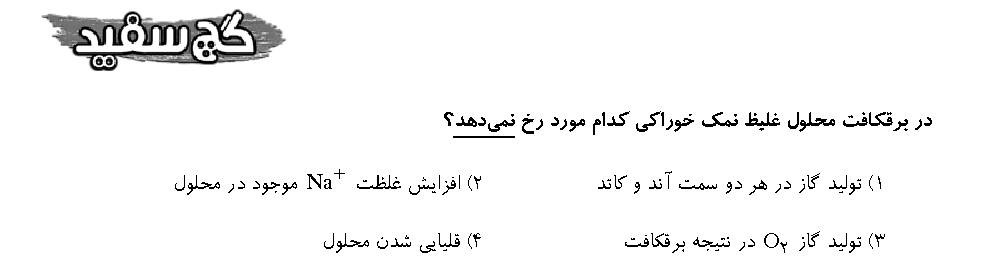 گچ سفید
در برقکافت محلول غلیظ نمک خوراکی کدام مورد رخ نمی‌دهد؟
۱) تولید گاز در هر دو سمت آند و کاتد ۲) افزایش غلظت Na⁺ موجود در محلول
۳) تولید گاز O₂ در نتیجه برقکافت ۴) قلیایی شدن محلول